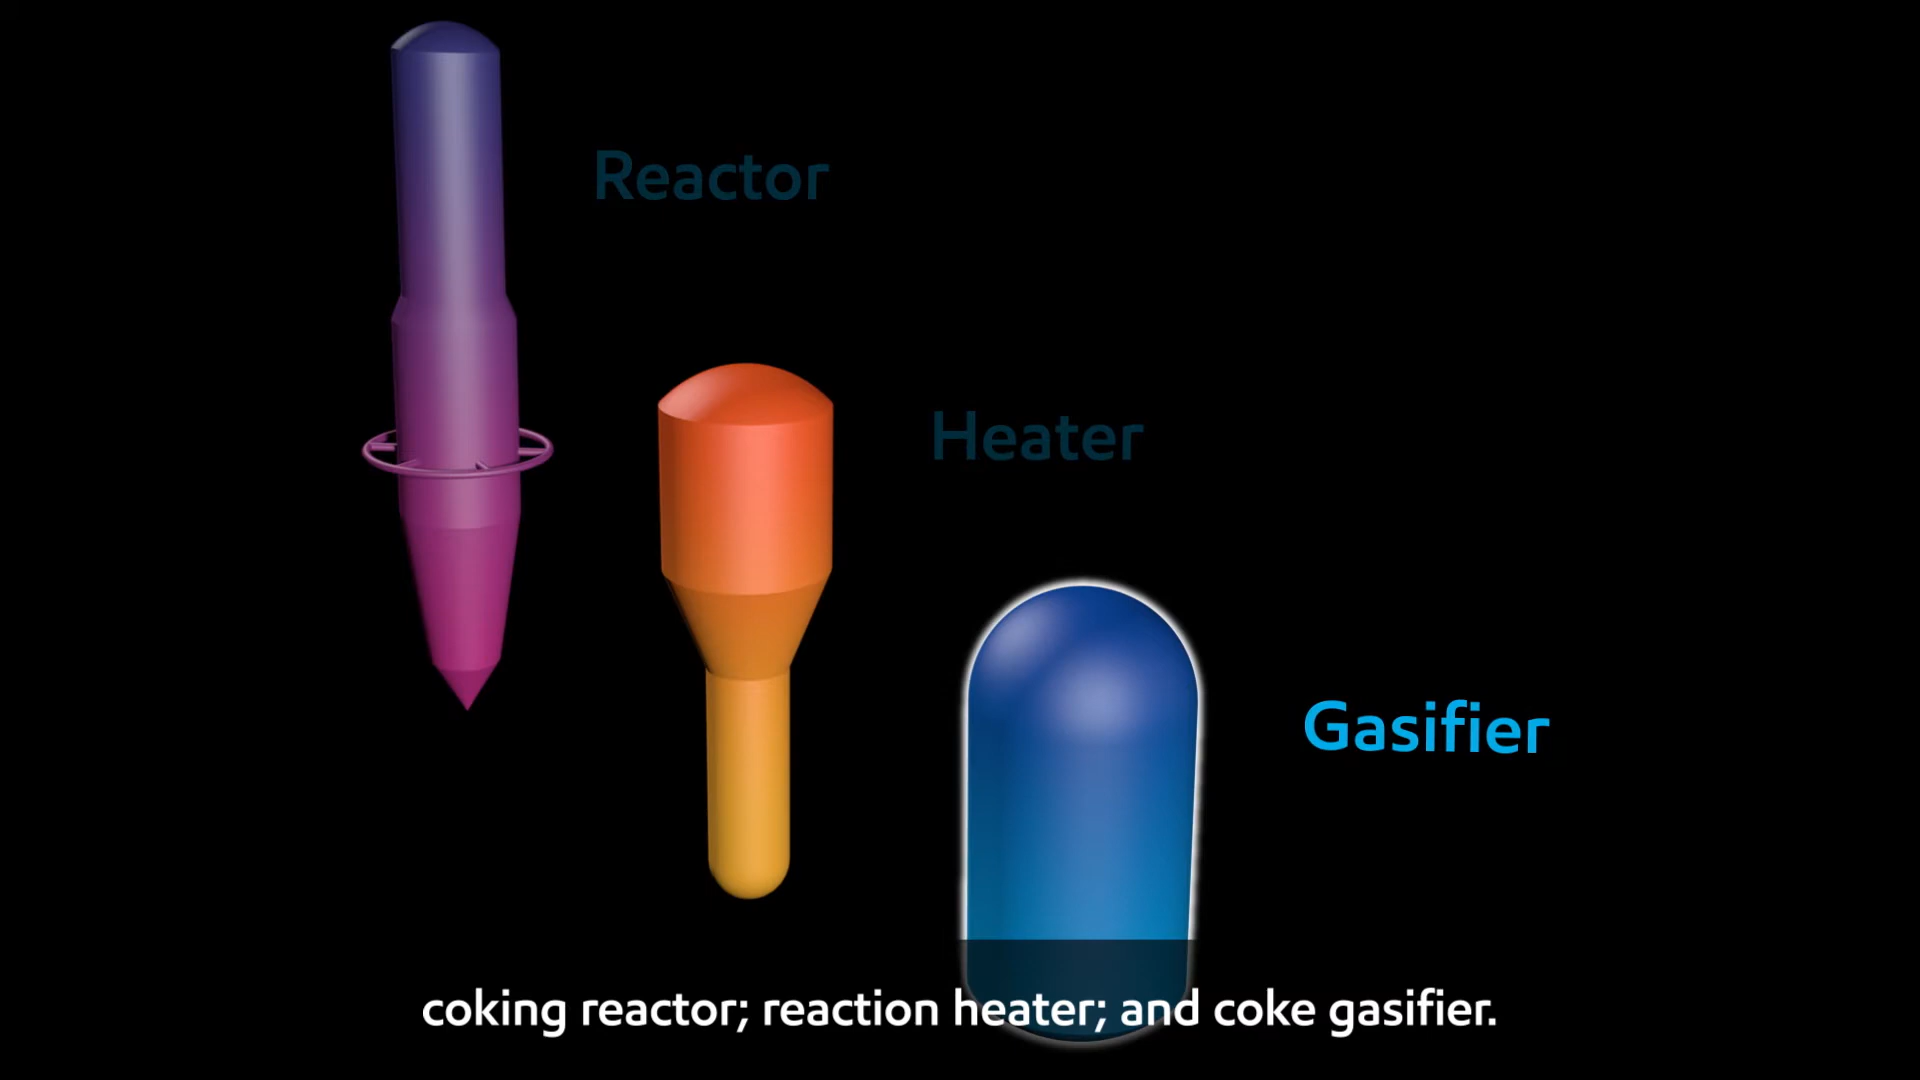 Reactor
Heater
Gasifier
coking reactor; reaction heater; and coke gasifier.